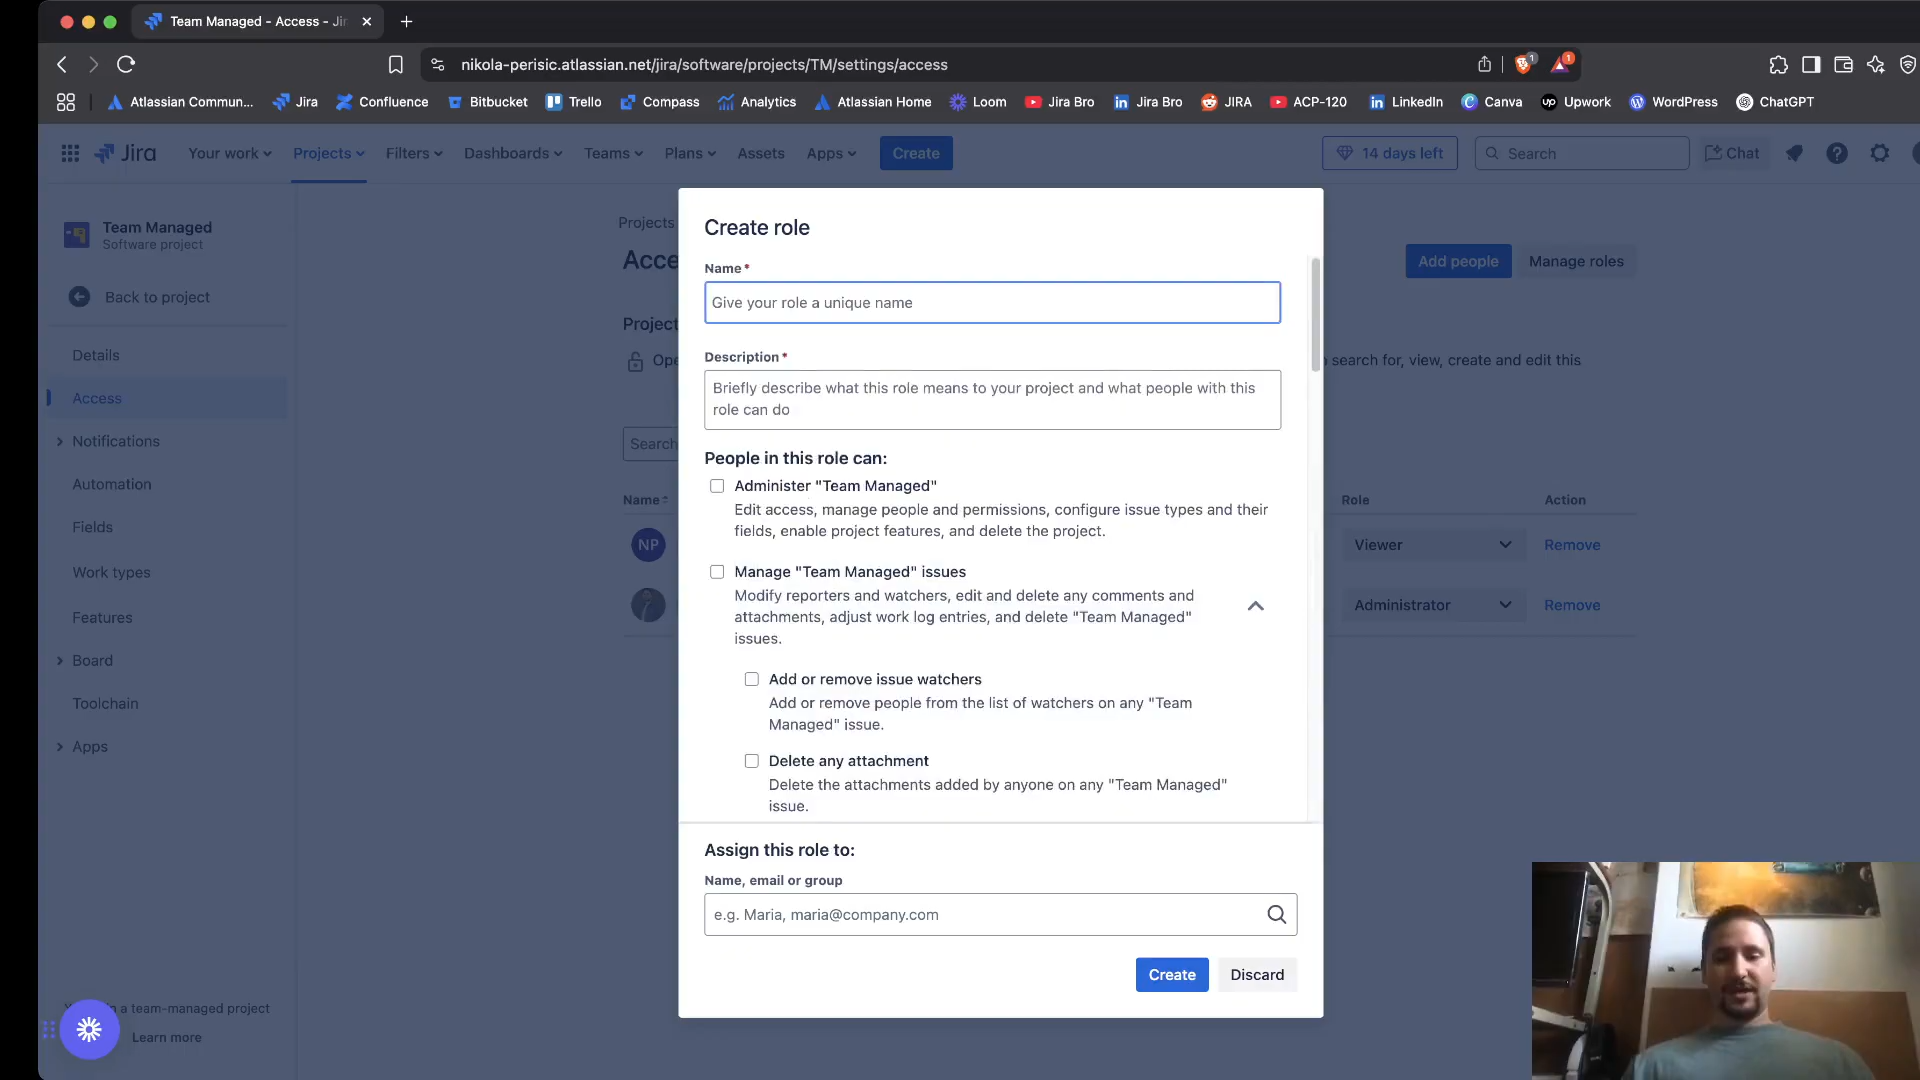 Team Managed - Access - Jir
nikola-perisic.atlassian.net/jira/software/projects/TM/settings/access
1
1
Atlassian Commun...
Jira
Confluence
Bitbucket
Trello
Compass
Analytics
Atlassian Home
Loom
Jira Bro
Jira Bro
JIRA
ACP-120
LinkedIn
Canva
up Upwork
WordPress
ChatGPT
Jira
Your work
Projects
Filters
Dashboards
Teams
Plans
Assets
Apps
Create
14 days left
Search
Chat
Team Managed
Software project
Back to project
Details
Access
Notifications
Automation
Fields
Work types
Features
Board
Toolchain
Apps
n a team-managed project
Learn more
Projects
Acce
Add people
Manage roles
Project
Ope
search for, view, create and edit this
Search
Name
Role
Action
NP
Viewer
Remove
Administrator
Remove
Create role
Name*
Give your role a unique name
Description*
Briefly describe what this role means to your project and what people with this
role can do
People in this role can:
Administer "Team Managed"
Edit access, manage people and permissions, configure issue types and their
fields, enable project features, and delete the project.
Manage "Team Managed" issues
Modify reporters and watchers, edit and delete any comments and
attachments, adjust work log entries, and delete "Team Managed"
issues.
Add or remove issue watchers
Add or remove people from the list of watchers on any "Team
Managed" issue.
Delete any attachment
Delete the attachments added by anyone on any "Team Managed"
issue.
Assign this role to:
Name, email or group
e.g. Maria, maria@company.com
Create
Discard